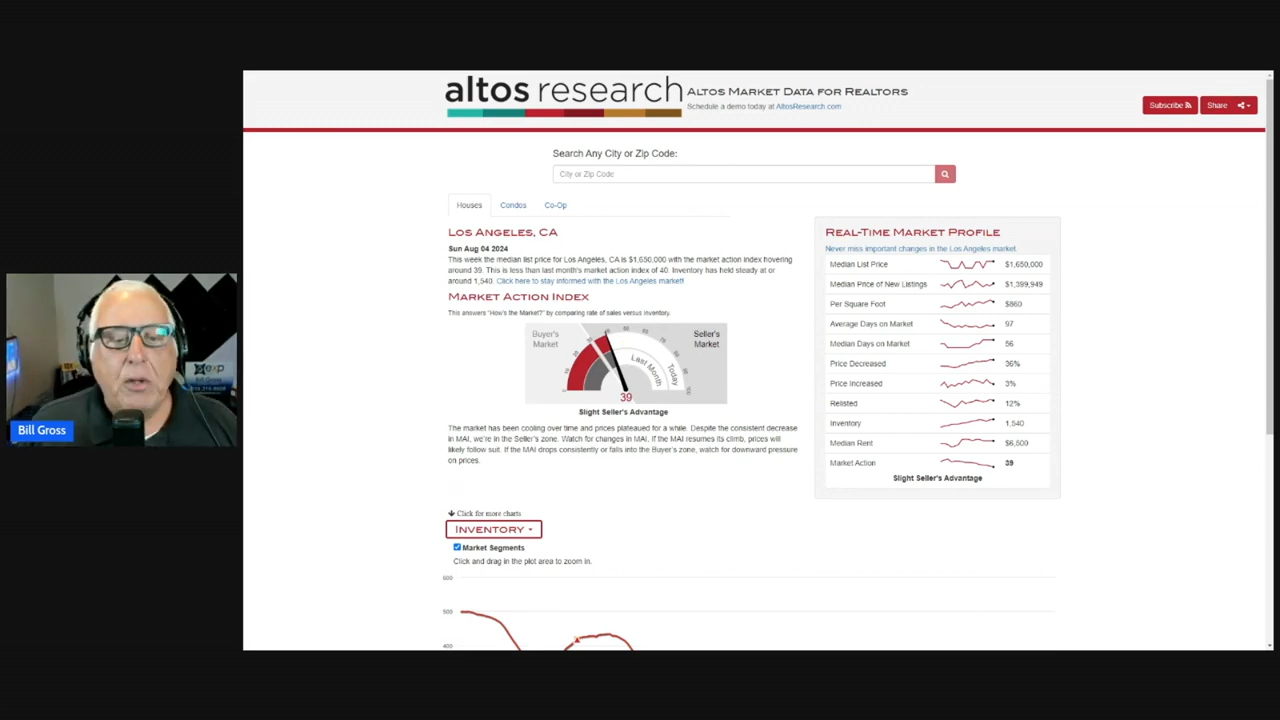 altos research
ALTOS MARKET DATA FOR REALTORS
Schedule a demo today at AltosResearch.com
Subscribe
Share
Search Any City or Zip Code:
City or Zip Code
Houses
Condos
Co-Op
LOS ANGELES, CA
Sun Aug 04 2024
This week the median list price for Los Angeles, CA is $1,650,000 with the market action index hovering
around 39. This is less than last month's market action index of 40. Inventory has held steady at or
around 1,540. Click here to stay informed with the Los Angeles market!
MARKET ACTION INDEX
This answers "How's the Market?" by comparing rate of sales versus inventory.
Buyer's
Market
Seller's
Market
Last Month
Today
39
Slight Seller's Advantage
The market has been cooling over time and prices plateaued for a while. Despite the consistent decrease
in MAI, we're in the Seller's zone. Watch for changes in MAI. If the MAI resumes its climb, prices will
likely follow suit. If the MAI drops consistently or falls into the Buyer's zone, watch for downward pressure
on prices.
REAL-TIME MARKET PROFILE
Never miss important changes in the Los Angeles market.
Median List Price $1,650,000
Median Price of New Listings $1,399,949
Per Square Foot $860
Average Days on Market 97
Median Days on Market 56
Price Decreased 36%
Price Increased 3%
Relisted 12%
Inventory 1,540
Median Rent $6,500
Market Action 39
Slight Seller's Advantage
Click for more charts
INVENTORY
Market Segments
Click and drag in the plot area to zoom in.
600
500
400
exp
Bill Gross
Bill Gross